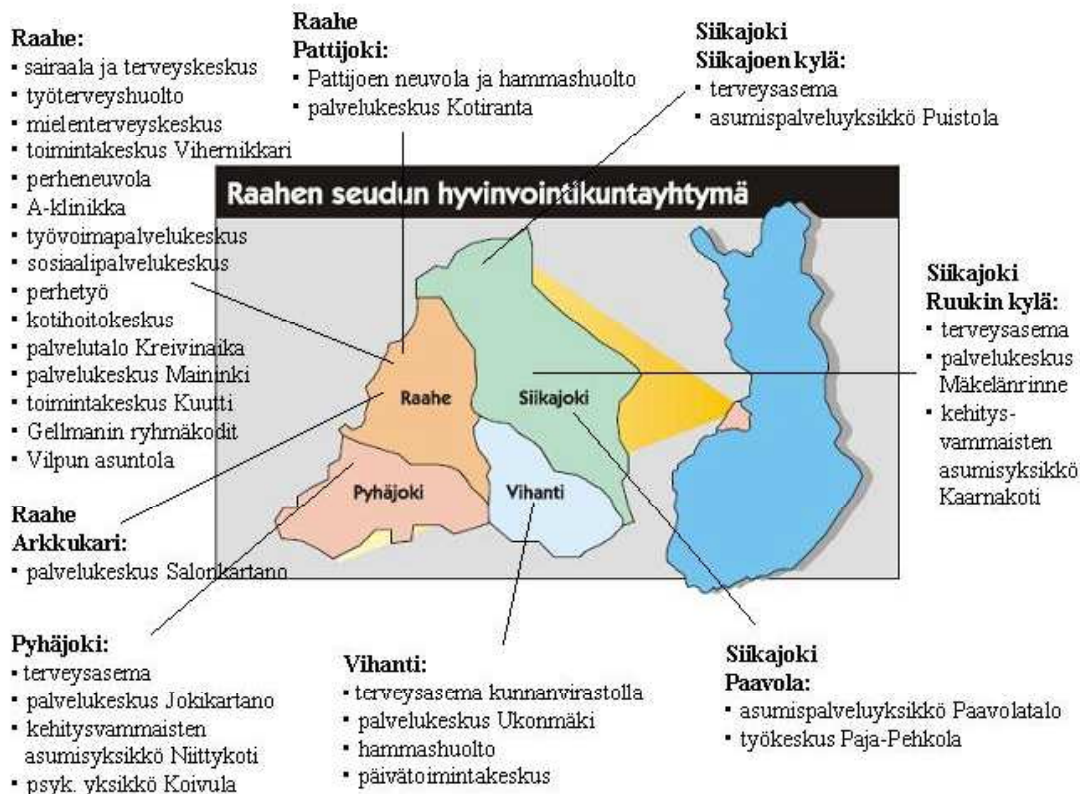 Raahe:
▪ sairaala ja terveyskeskus
▪ työterveyshuolto
▪ mielenterveyskeskus
▪ toimintakeskus Vihernikkari
▪ perheneuvola
▪ A-klinikka
▪ työvoimapalvelukeskus
▪ sosiaalipalvelukeskus
▪ perhetyö
▪ kotihoitokeskus
▪ palvelutalo Kreivinaika
▪ palvelukeskus Maininki
▪ toimintakeskus Kuutti
▪ Gellmanin ryhmäkodit
▪ Vilpun asuntola
Raahe
Arkkukari:
▪ palvelukeskus Salonkartano
Pyhäjoki:
▪ terveysasema
▪ palvelukeskus Jokikartano
▪ kehitysvammaisten
asumisyksikkö Niittykoti
▪ psyk. yksikkö Koivula
Raahe
Pattijoki:
▪ Pattijoen neuvola ja hammashuolto
▪ palvelukeskus Kotiranta
Siikajoki
Siikajoen kylä:
▪ terveysasema
▪ asumispalveluyksikkö Puistola
Raahen seudun hyvinvointikuntayhtymä
Raahe
Siikajoki
Pyhäjoki
Vihanti
Siikajoki
Ruukin kylä:
▪ terveysasema
▪ palvelukeskus
Mäkelänrinne
▪ kehitys-
vammaisten
asumisyksikkö
Kaarnakoti
Vihanti:
▪ terveysasema kunnanvirastolla
▪ palvelukeskus Ukonmäki
▪ hammashuolto
▪ päivätoimintakeskus
Siikajoki
Paavola:
▪ asumispalveluyksikkö Paavolatalo
▪ työkeskus Paja-Pehkola